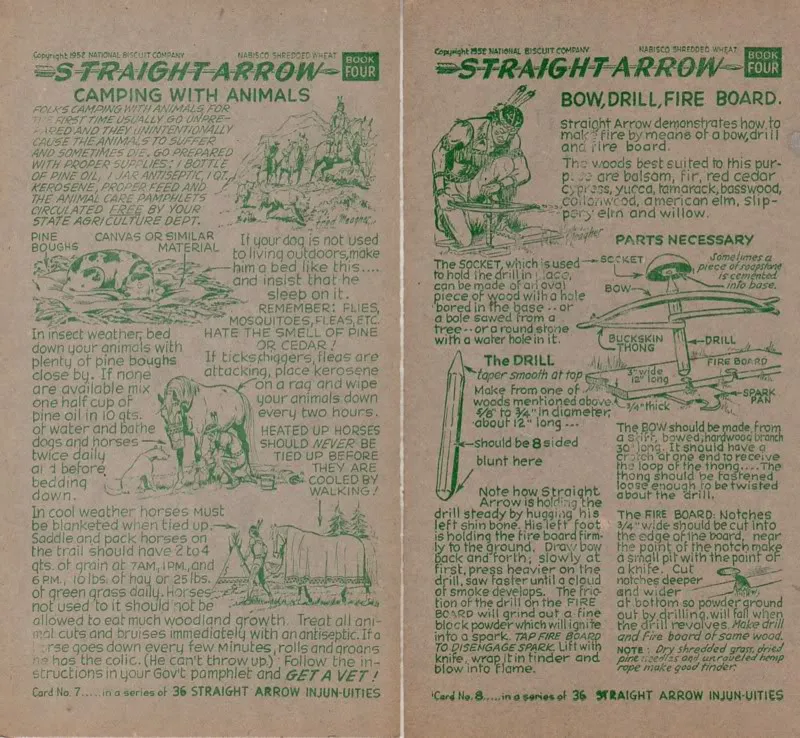 Copyright 1952 NATIONAL BISCUIT COMPANY NABISCO SHREDDED WHEAT
STRAIGHT ARROW
BOOK
FOUR
CAMPING WITH ANIMALS
FOLKS CAMPING WITH ANIMALS FOR
THE FIRST TIME USUALLY GO UNPRE-
PARED AND THEY UNINTENTIONALLY
CAUSE THE ANIMALS TO SUFFER
AND SOMETIMES DIE. GO PREPARED
WITH PROPER SUPPLIES: 1 BOTTLE
OF PINE OIL, 1 JAR ANTISEPTIC, 1 QT.
KEROSENE, PROPER FEED AND
THE ANIMAL CARE PAMPHLETS
CIRCULATED FREE BY YOUR
STATE AGRICULTURE DEPT.
PINE
BOUGHS
CANVAS OR SIMILAR
MATERIAL
If your dog is not used
to living outdoors, make
him a bed like this....
and insist that he
sleep on it.
REMEMBER: FLIES,
MOSQUITOES, FLEAS, ETC.
HATE THE SMELL OF PINE
OR CEDAR!
In insect weather, bed
down your animals with
plenty of pine boughs
close by. If none
are available mix
one half cup of
pine oil in 10 qts.
of water and bathe
dogs and horses
twice daily
and before
bedding
down.
If ticks, chiggers, fleas are
attacking, place kerosene
on a rag and wipe
your animals down
every two hours.
HEATED UP HORSES
SHOULD NEVER BE
TIED UP BEFORE
THEY ARE
COOLED BY
WALKING!
In cool weather horses must
be blanketed when tied up.
Saddle and pack horses on
the trail should have 2 to 4
qts. of grain at 7AM, 1PM, and
6 PM., 10 lbs. of hay or 25 lbs.
of green grass daily. Horses
not used to it should not be
allowed to eat much woodland growth. Treat all ani-
mal cuts and bruises immediately with an antiseptic. If a
horse goes down every few minutes, rolls and groans
he has the colic. (He can't throw up.) Follow the in-
structions in your Gov't pamphlet and GET A VET!
Card No. 7.....in a series of 36 STRAIGHT ARROW INJUN-UITIES
Copyright 1952 NATIONAL BISCUIT COMPANY NABISCO SHREDDED WHEAT
STRAIGHT ARROW
BOOK
FOUR
BOW, DRILL, FIRE BOARD.
Straight Arrow demonstrates how to
make fire by means of a bow, drill
and fire board.
The woods best suited to this pur-
pose are balsam, fir, red cedar
cypress, yucca, tamarack, basswood,
cottonwood, american elm, slip-
pery elm and willow.
PARTS NECESSARY
The SOCKET, which is used
to hold the drill in place,
can be made of an oval
piece of wood with a hole
bored in the base -- or
a bole sawed from a
tree -- or a round stone
with a water hole in it.
SOCKET
Sometimes a
piece of soapstone
is cemented
into base.
BOW
BUCKSKIN
THONG
DRILL
FIRE BOARD
3" wide
12" long
3/4" thick
SPARK
PAN
The DRILL
taper smooth at top
Make from one of
woods mentioned above
5/8" to 3/4" in diameter,
about 12" long ---
should be 8 sided
blunt here
Note how Straight
Arrow is holding the
drill steady by hugging his
left shin bone. His left foot
is holding the fire board firm-
ly to the ground. Draw bow
back and forth; slowly at
first, press heavier on the
drill, saw faster until a cloud
of smoke develops. The fric-
tion of the drill on the FIRE
BOARD will grind out a fine
black powder which will ignite
into a spark. TAP FIRE BOARD
TO DISENGAGE SPARK. Lift with
knife, wrap it in tinder and
blow into flame.
The BOW should be made from
a stiff, bowed, hardwood branch
30" long. It should have a
crotch at one end to receive
the loop of the thong....The
thong should be fastened
loose enough to be twisted
about the drill.
The FIRE BOARD: Notches
3/4" wide should be cut into
the edge of the board, near
the point of the notch make
a small pit with the point of
a knife. Cut
notches deeper
and wider
at bottom so powder ground
out by drilling will fall when
the drill revolves. Make drill
and Fire board of same wood.
NOTE: Dry shredded grass, dried
pine needles and unraveled hemp
rope make good tinder.
Card No. 8.....in a series of 36 STRAIGHT ARROW INJUN-UITIES